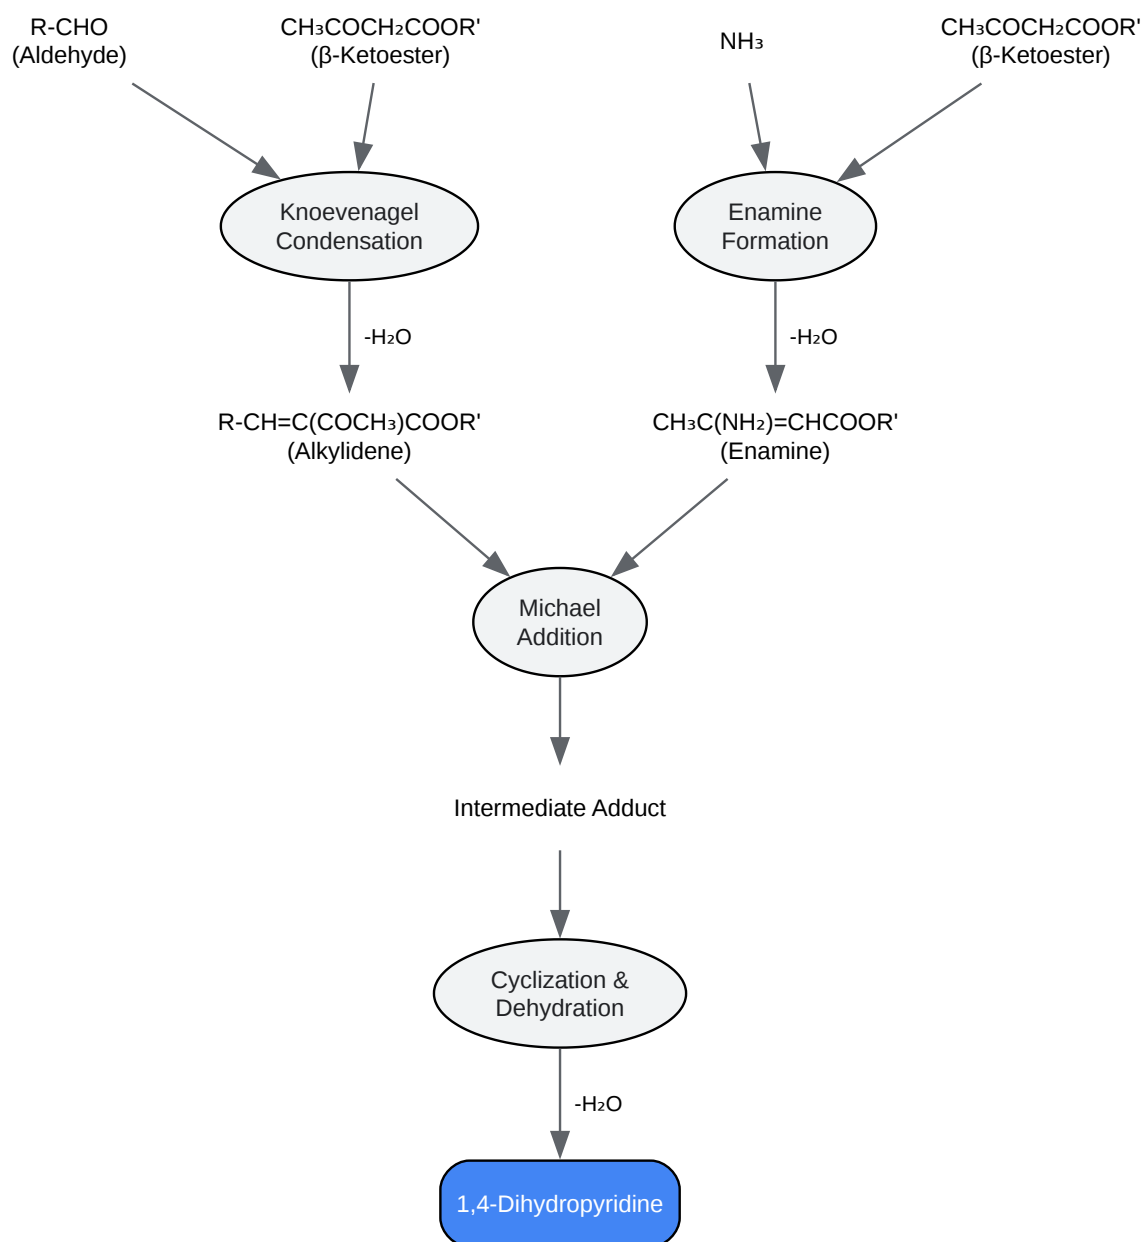 R-CHO
(Aldehyde)
CH₃COCH₂COOR'
(β-Ketoester)
NH₃
CH₃COCH₂COOR'
(β-Ketoester)
Knoevenagel
Condensation
Enamine
Formation
-H₂O
-H₂O
R-CH=C(COCH₃)COOR'
(Alkylidene)
CH₃C(NH₂)=CHCOOR'
(Enamine)
Michael
Addition
Intermediate Adduct
Cyclization &
Dehydration
-H₂O
1,4-Dihydropyridine